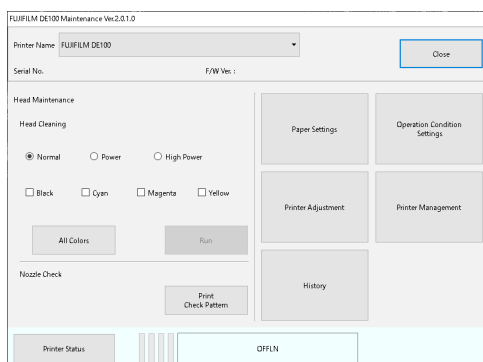 FUJIFILM DE100 Maintenance Ver.2.0.1.0
Printer Name FUJIFILM DE100
Close
Serial No. F/W Ver. :
Head Maintenance
Head Cleaning
Normal Power High Power
Black Cyan Magenta Yellow
All Colors Run
Nozzle Check
Print
Check Pattern
Paper Settings
Operation Condition
Settings
Printer Adjustment
Printer Management
History
Printer Status
OFFLN